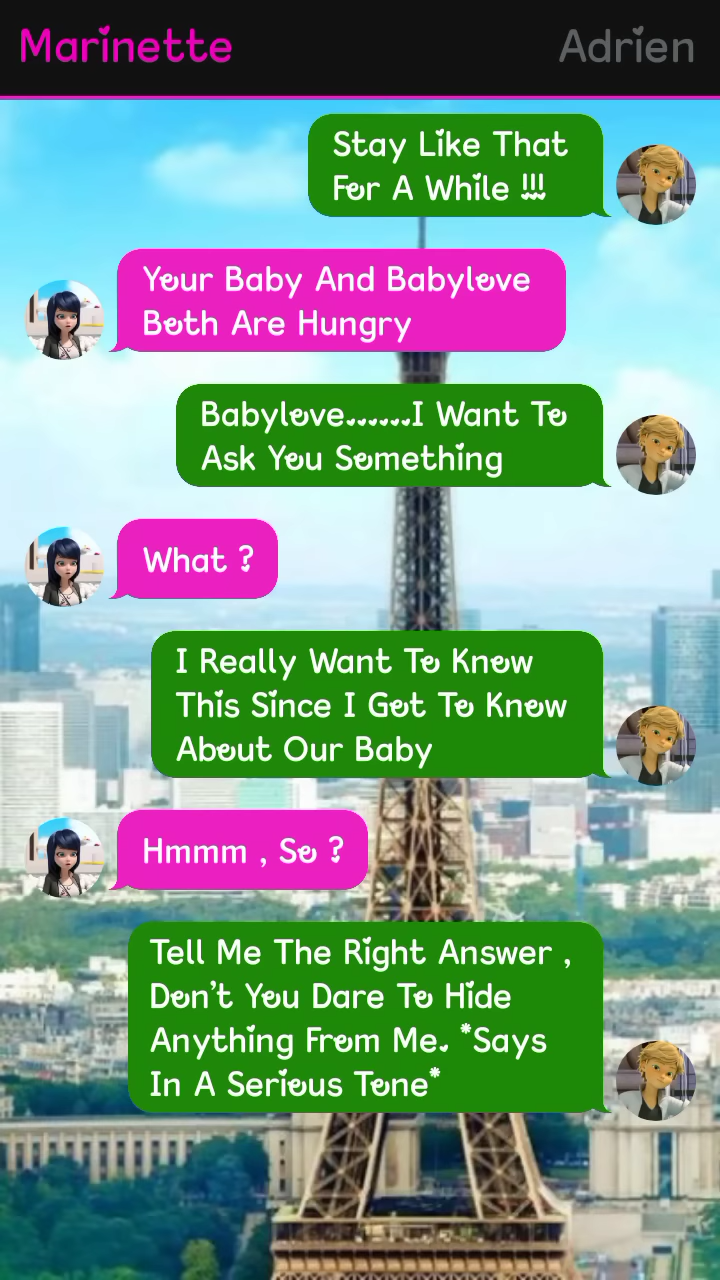 Marinette Adrien
Stay Like That
For A While !!!
Your Baby And Babylove
Both Are Hungry
Babylove......I Want To
Ask You Something
What ?
I Really Want To Know
This Since I Got To Know
About Our Baby
Hmmm , So ?
Tell Me The Right Answer ,
Don't You Dare To Hide
Anything From Me. *Says
In A Serious Tone*